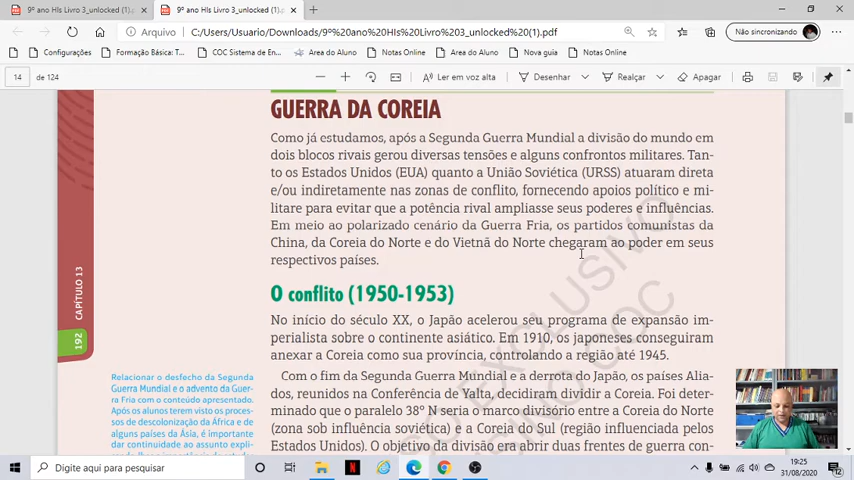 9º ano HIs Livro 3_unlocked (1).pdf
9º ano HIs Livro 3_unlocked (1).pdf
Arquivo
C:/Users/Usuario/Downloads/9º%20ano%20HIs%20Livro%203_unlocked%20(1).pdf
Não sincronizando
Configurações
Formação Básica: T...
COC Sistema de En...
Area do Aluno
Notas Online
Area do Aluno
Nova guia
Notas Online
14 de 124
Ler em voz alta
Desenhar
Realçar
Apagar
GUERRA DA COREIA
Como já estudamos, após a Segunda Guerra Mundial a divisão do mundo em
dois blocos rivais gerou diversas tensões e alguns confrontos militares. Tan-
to os Estados Unidos (EUA) quanto a União Soviética (URSS) atuaram direta
e/ou indiretamente nas zonas de conflito, fornecendo apoios político e mi-
litar para evitar que a potência rival ampliasse seus poderes e influências.
Em meio ao polarizado cenário da Guerra Fria, os partidos comunistas da
China, da Coreia do Norte e do Vietnã do Norte chegaram ao poder em seus
respectivos países.
O conflito (1950-1953)
No início do século XX, o Japão acelerou seu programa de expansão im-
perialista sobre o continente asiático. Em 1910, os japoneses conseguiram
anexar a Coreia como sua província, controlando a região até 1945.
Com o fim da Segunda Guerra Mundial e a derrota do Japão, os países Alia-
dos, reunidos na Conferência de Yalta, decidiram dividir a Coreia. Foi deter-
minado que o paralelo 38º N seria o marco divisório entre a Coreia do Norte
(zona sob influência soviética) e a Coreia do Sul (região influenciada pelos
Estados Unidos). O objetivo da divisão era abrir duas frentes de guerra con-
CAPÍTULO 13
192
Relacionar o desfecho da Segunda
Guerra Mundial e o advento da Guer-
ra Fria com o conteúdo apresentado.
Após os alunos terem visto os proces-
sos de descolonização da África e de
alguns países da Ásia, é importante
dar continuidade ao assunto expli-
SO EXCLUSIVO
SINO COC
Digite aqui para pesquisar
19:25
31/08/2020
12